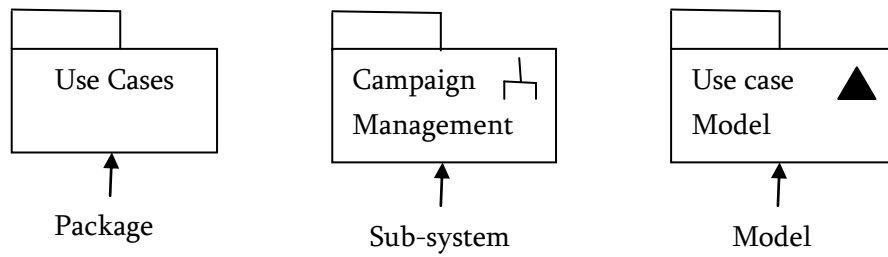 Use Cases
Campaign
Management
Use case
Model
Package
Sub-system
Model